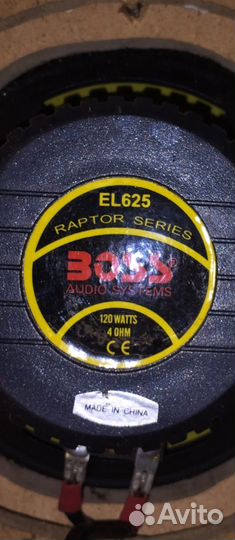 EL625
RAPTOR SERIES
BOSS®
AUDIO SYSTEMS
120 WATTS
4 OHM
CE
MADE IN CHINA
Avito